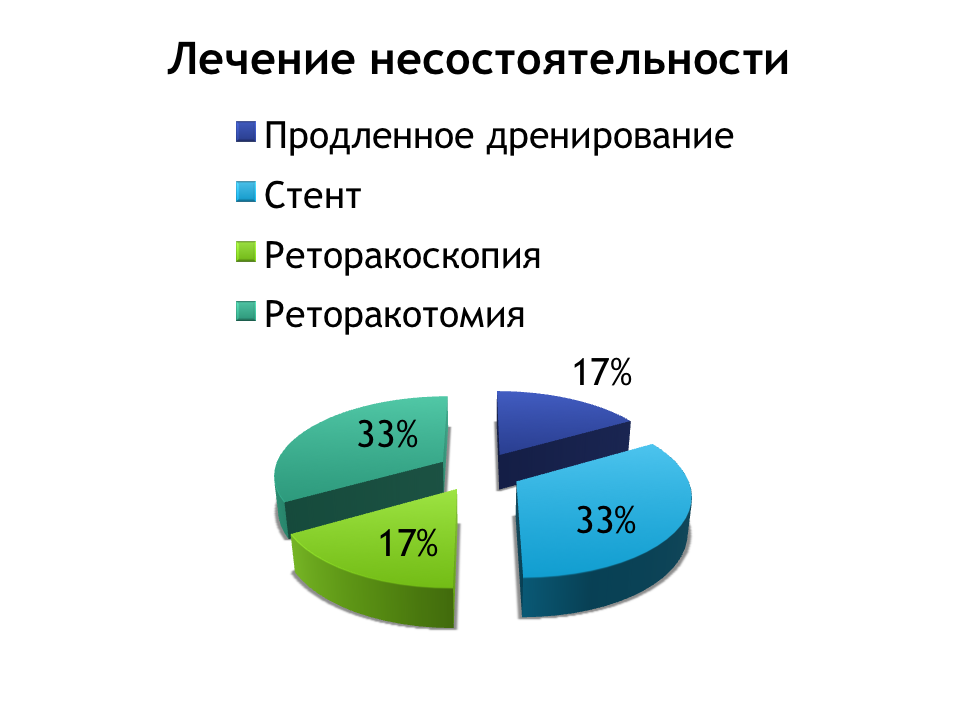 Лечение несостоятельности
Продленное дренирование
Стент
Реторакоскопия
Реторакотомия
17%
33%
33%
17%